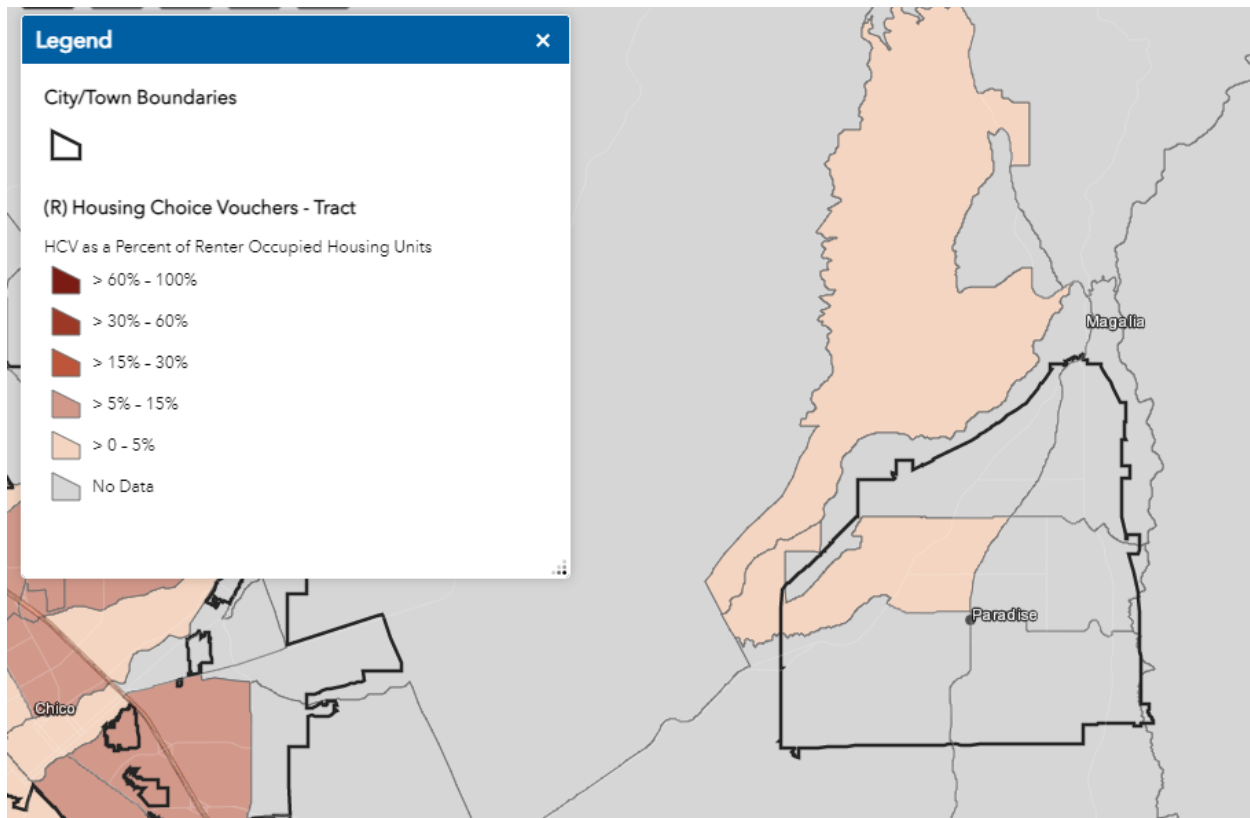 Legend
×
City/Town Boundaries
(R) Housing Choice Vouchers - Tract
HCV as a Percent of Renter Occupied Housing Units
> 60% - 100%
> 30% - 60%
> 15% - 30%
> 5% - 15%
> 0 - 5%
No Data
Magalia
Paradise
Chico